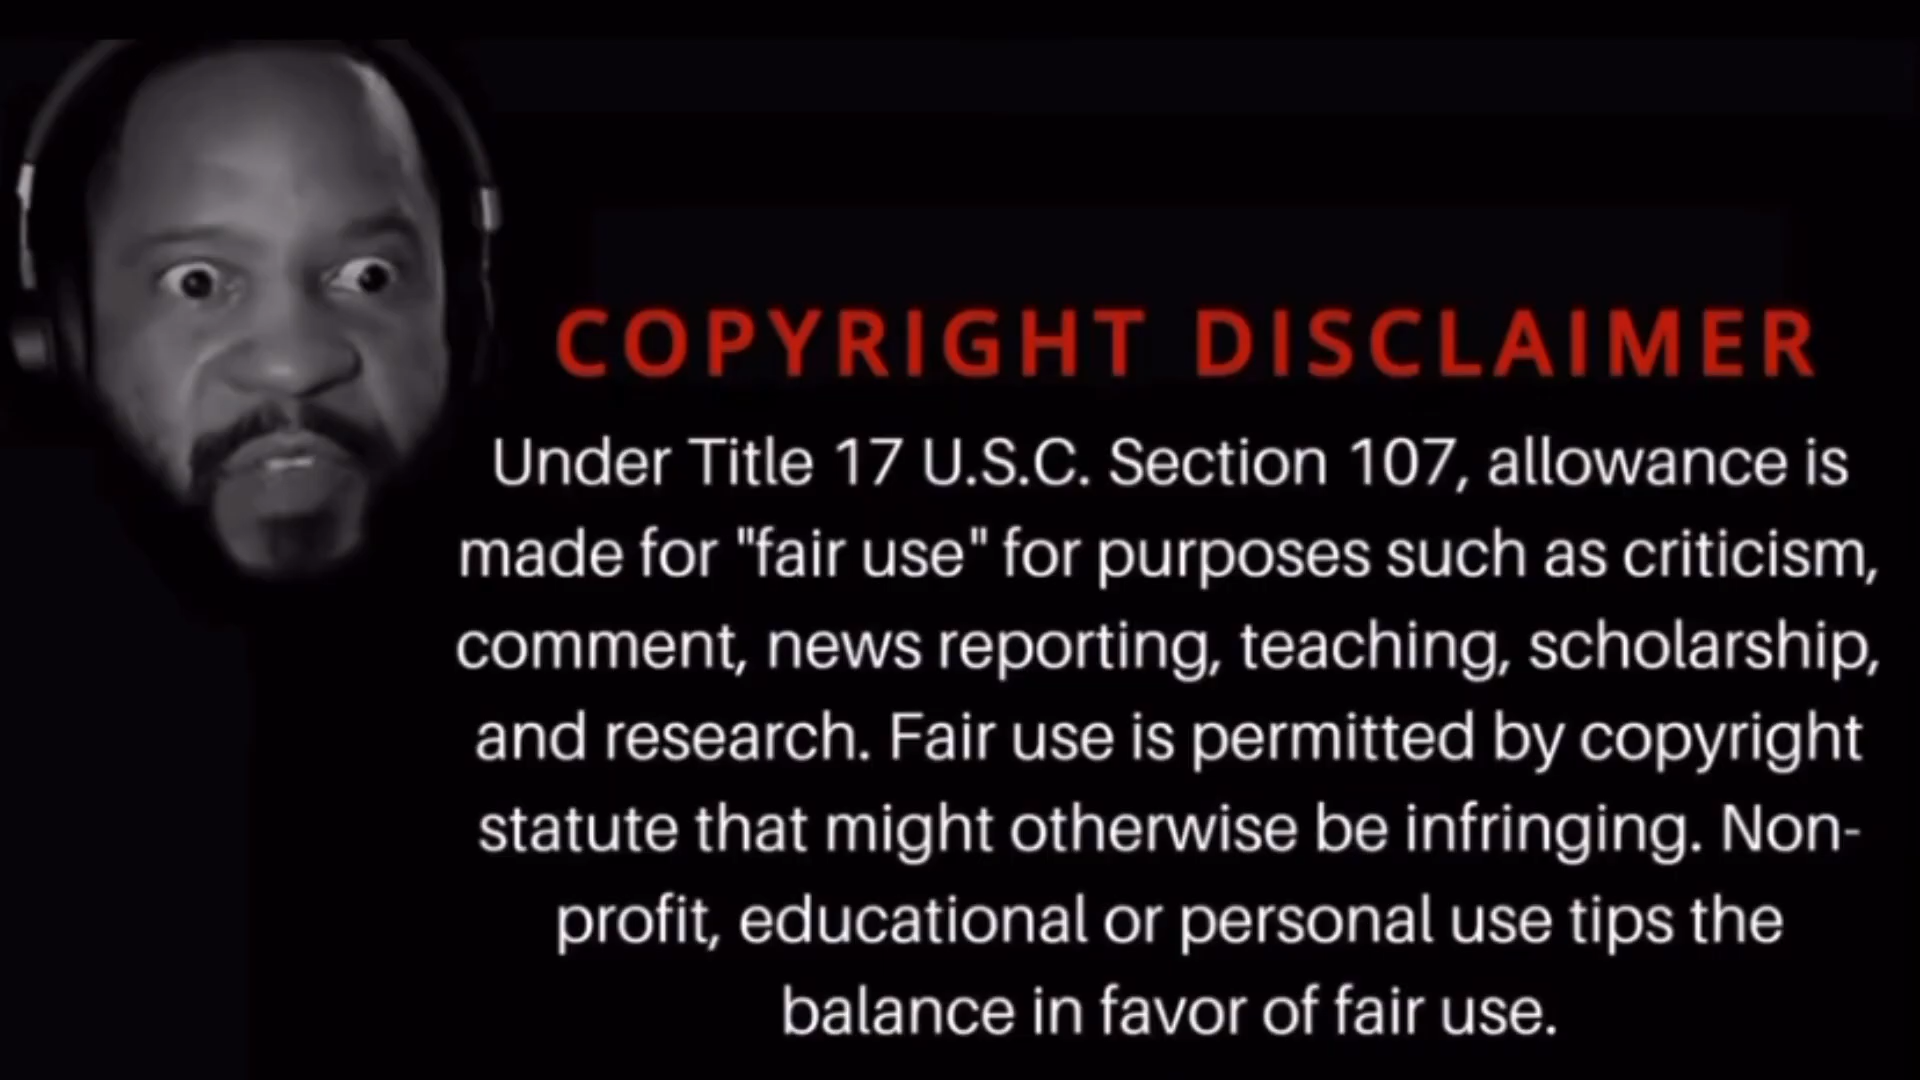 COPYRIGHT DISCLAIMER
Under Title 17 U.S.C. Section 107, allowance is
made for "fair use" for purposes such as criticism,
comment, news reporting, teaching, scholarship,
and research. Fair use is permitted by copyright
statute that might otherwise be infringing. Non-
profit, educational or personal use tips the
balance in favor of fair use.